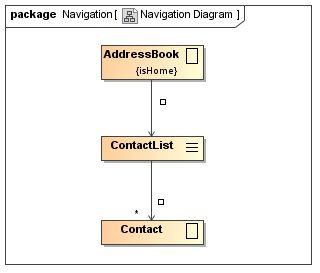 package Navigation [ Navigation Diagram ]
AddressBook
{isHome}
ContactList
*
Contact